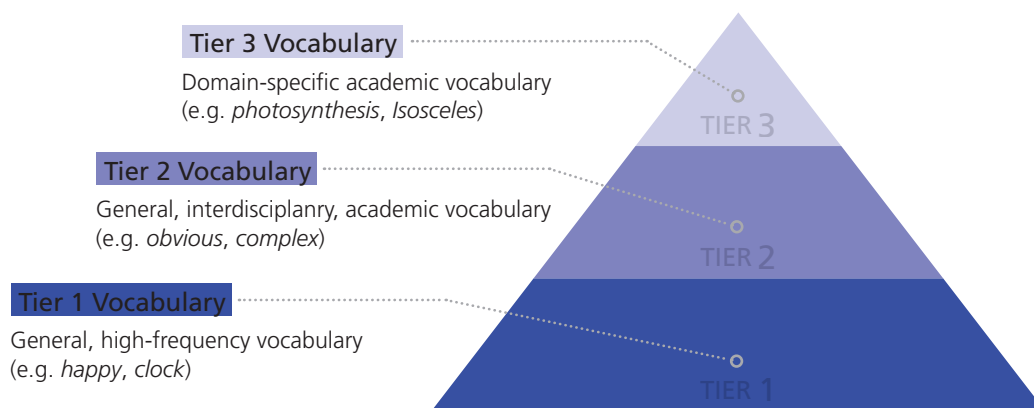 Tier 3 Vocabulary
Domain-specific academic vocabulary
(e.g. photosynthesis, Isosceles)
TIER 3
Tier 2 Vocabulary
General, interdisciplanry, academic vocabulary
(e.g. obvious, complex)
TIER 2
Tier 1 Vocabulary
General, high-frequency vocabulary
(e.g. happy, clock)
TIER 1